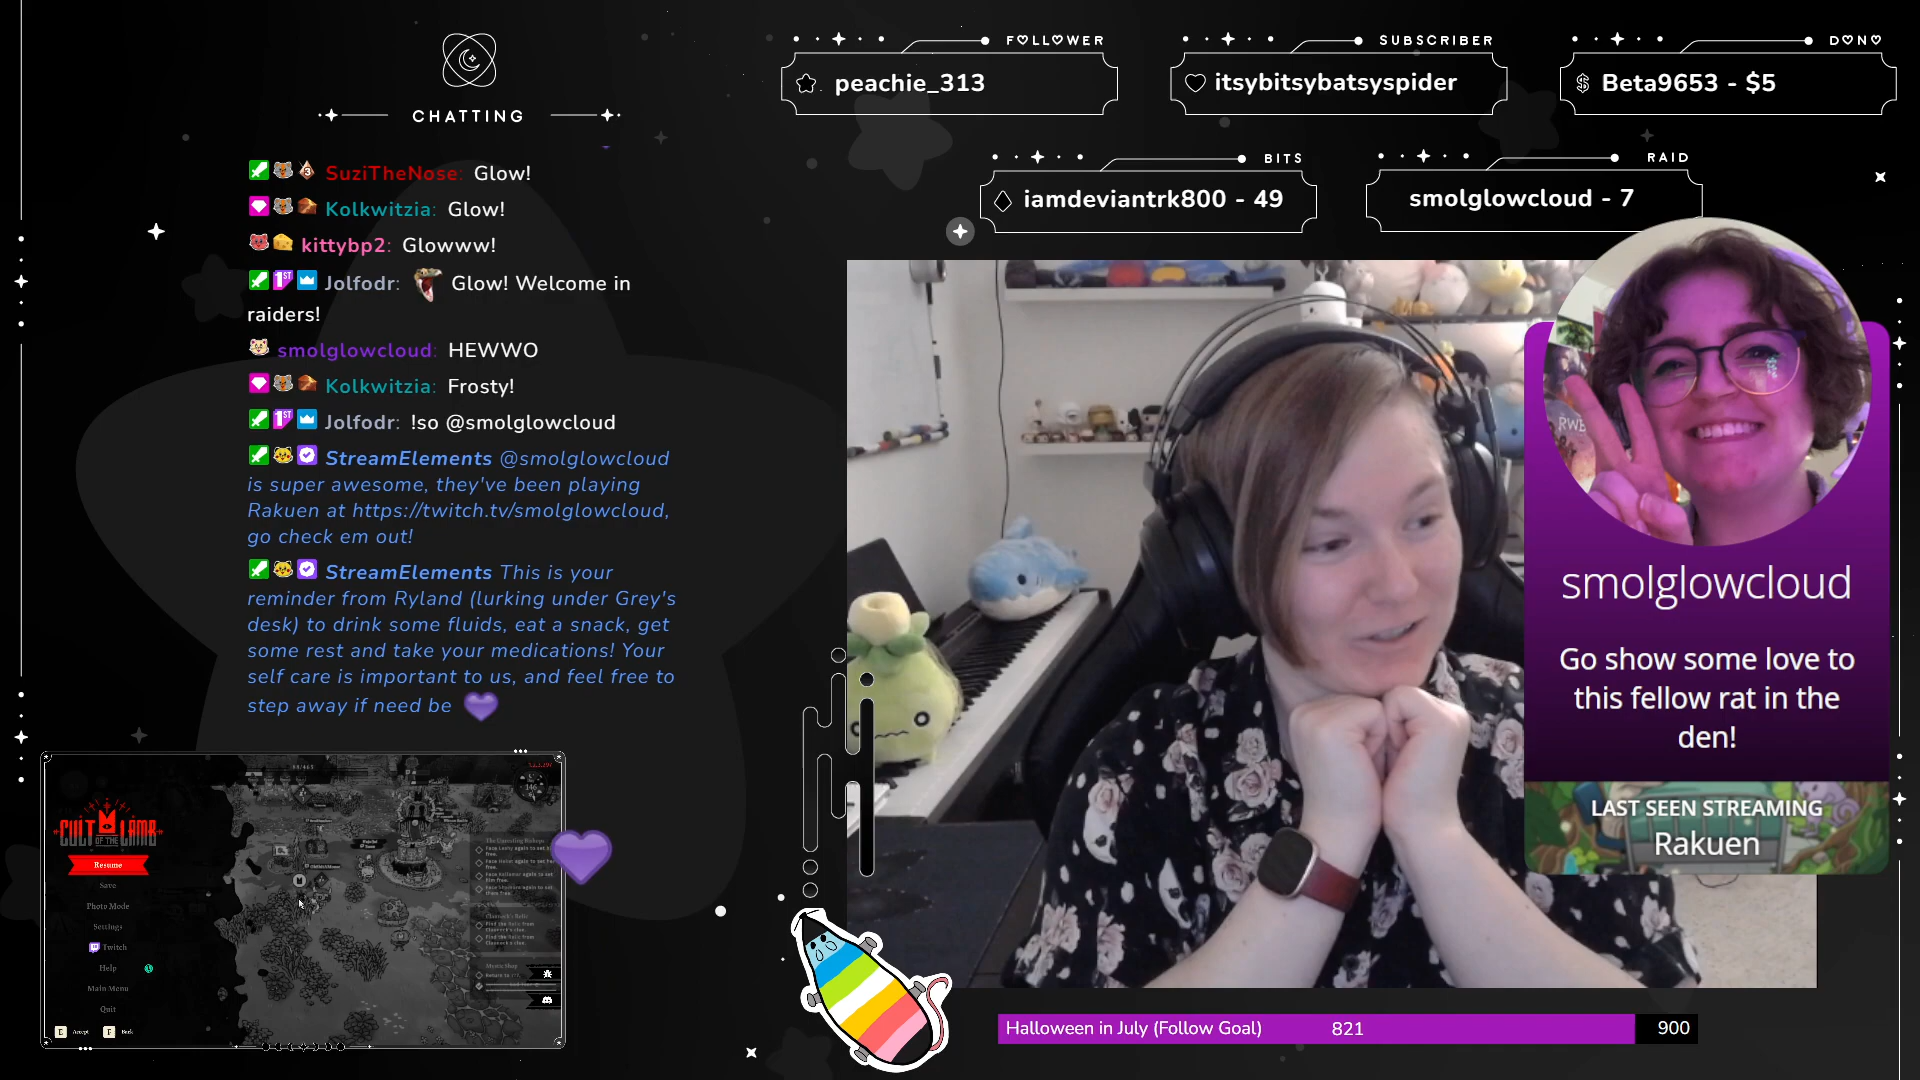 FOLLOWER
peachie_313
SUBSCRIBER
itsybitsybatsyspider
DONO
Beta9653 - $5
BITS
iamdeviantrk800 - 49
RAID
smolglowcloud - 7
CHATTING
SuziTheNose: Glow!
Kolkwitzia: Glow!
kittybp2: Glowww!
1ST Jolfodr: Glow! Welcome in
raiders!
smolglowcloud: HEWWO
Kolkwitzia: Frosty!
1ST Jolfodr: !so @smolglowcloud
StreamElements @smolglowcloud
is super awesome, they've been playing
Rakuen at https://twitch.tv/smolglowcloud,
go check em out!
StreamElements This is your
reminder from Ryland (lurking under Grey's
desk) to drink some fluids, eat a snack, get
some rest and take your medications! Your
self care is important to us, and feel free to
step away if need be
CULT OF THE LAMB
Resume
Save
Photo Mode
Settings
Twitch
Help
Main Menu
Quit
E Accept
Back
smolglowcloud
Go show some love to
this fellow rat in the
den!
LAST SEEN STREAMING
Rakuen
Halloween in July (Follow Goal) 821 900